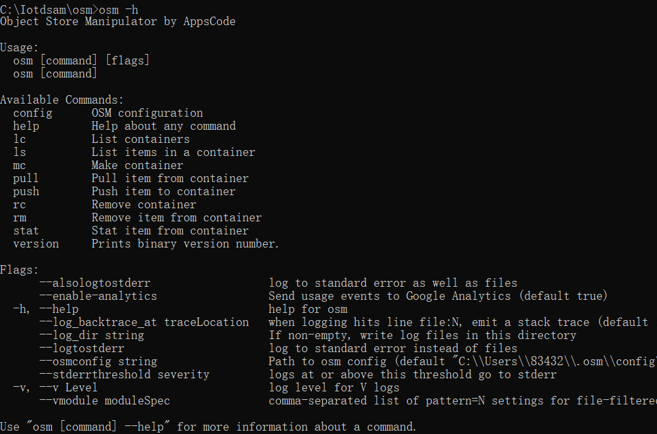 C:\Iotdsam\osm>osm -h
Object Store Manipulator by AppsCode
Usage:
osm [command] [flags]
osm [command]
Available Commands:
config OSM configuration
help Help about any command
lc List containers
ls List items in a container
mc Make container
pull Pull item from container
push Push item to container
rc Remove container
rm Remove item from container
stat Stat item from container
version Prints binary version number.
Flags:
--alsologtostderr log to standard error as well as files
--enable-analytics Send usage events to Google Analytics (default true)
-h, --help help for osm
--log_backtrace_at traceLocation when logging hits line file:N, emit a stack trace (default
--log_dir string If non-empty, write log files in this directory
--logtostderr log to standard error instead of files
--osmconfig string Path to osm config (default "C:\\Users\\83432\\.osm\\config
--stderrthreshold severity logs at or above this threshold go to stderr
-v, --v Level log level for V logs
--vmodule moduleSpec comma-separated list of pattern=N settings for file-filtere
Use "osm [command] --help" for more information about a command.